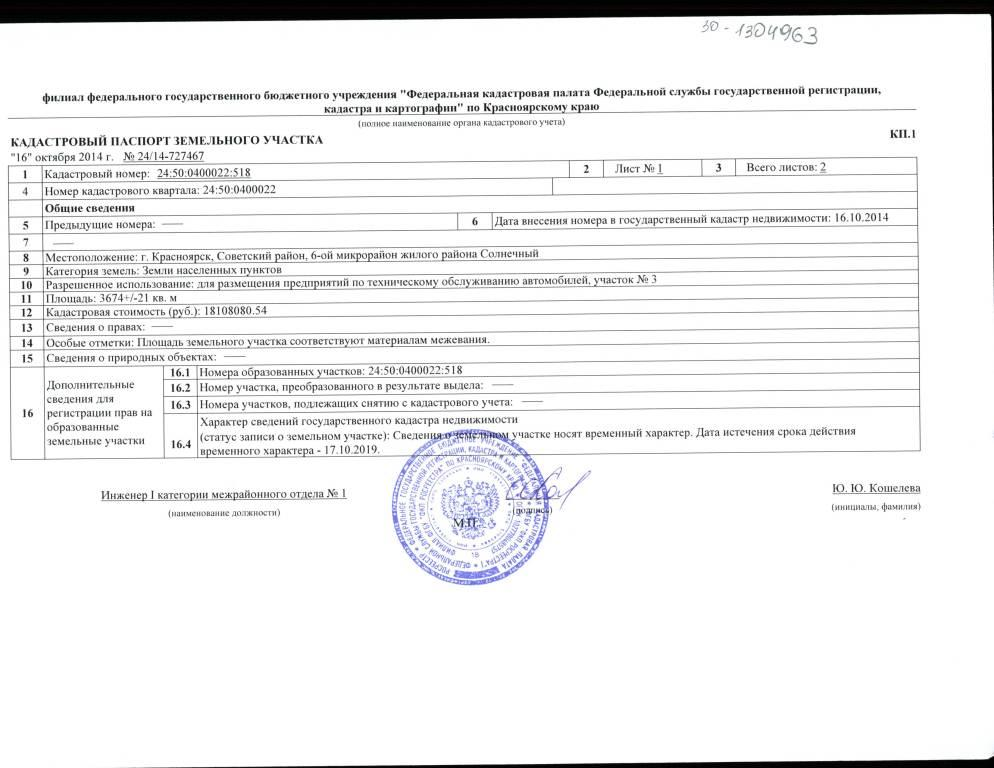 30-1304963
филиал федерального государственного бюджетного учреждения "Федеральная кадастровая палата Федеральной службы государственной регистрации,
кадастра и картографии" по Красноярскому краю
(полное наименование органа кадастрового учета)
КП.1
КАДАСТРОВЫЙ ПАСПОРТ ЗЕМЕЛЬНОГО УЧАСТКА
"16" октября 2014 г. № 24/14-727467
1 Кадастровый номер: 24:50:0400022:518 2 Лист № 1 3 Всего листов: 2
4 Номер кадастрового квартала: 24:50:0400022
Общие сведения
5 Предыдущие номера: —— 6 Дата внесения номера в государственный кадастр недвижимости: 16.10.2014
7 ——
8 Местоположение: г. Красноярск, Советский район, 6-ой микрорайон жилого района Солнечный
9 Категория земель: Земли населенных пунктов
10 Разрешенное использование: для размещения предприятий по техническому обслуживанию автомобилей, участок № 3
11 Площадь: 3674+/-21 кв. м
12 Кадастровая стоимость (руб.): 18108080.54
13 Сведения о правах: ——
14 Особые отметки: Площадь земельного участка соответствуют материалам межевания.
15 Сведения о природных объектах: ——
16 Дополнительные
сведения для
регистрации прав на
образованные
земельные участки
16.1 Номера образованных участков: 24:50:0400022:518
16.2 Номер участка, преобразованного в результате выдела: ——
16.3 Номера участков, подлежащих снятию с кадастрового учета: ——
16.4 Характер сведений государственного кадастра недвижимости
(статус записи о земельном участке): Сведения о земельном участке носят временный характер. Дата истечения срока действия
временного характера - 17.10.2019.
Инженер I категории межрайонного отдела № 1
(наименование должности)
М.П.
(подпись)
Ю. Ю. Кошелева
(инициалы, фамилия)